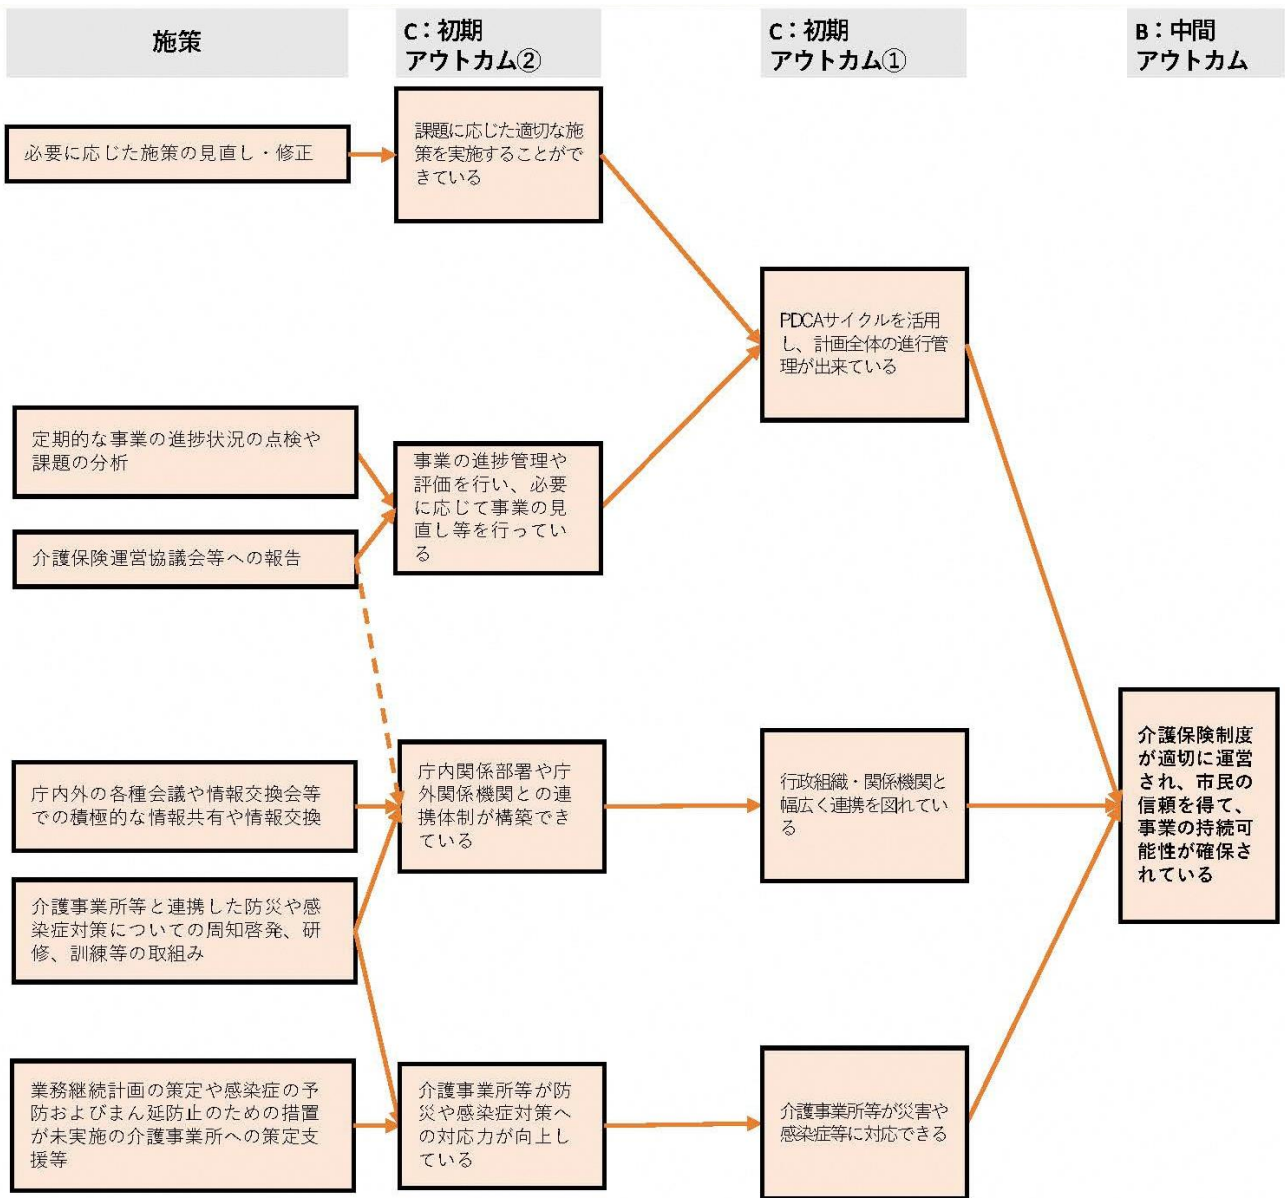 施策
C：初期
アウトカム②
C：初期
アウトカム①
B：中間
アウトカム
必要に応じた施策の見直し・修正
課題に応じた適切な施
策を実施することがで
きている
PDCAサイクルを活用
し、計画全体の進行管
理が出来ている
定期的な事業の進捗状況の点検や
課題の分析
事業の進捗管理や
評価を行い、必要
に応じて事業の見
直し等を行ってい
る
介護保険運営協議会等への報告
庁内外の各種会議や情報交換会等
での積極的な情報共有や情報交換
庁内関係部署や庁
外関係機関との連
携体制が構築でき
ている
行政組織・関係機関と
幅広く連携を図れてい
る
介護保険制度
が適切に運営
され、市民の
信頼を得て、
事業の持続可
能性が確保さ
れている
介護事業所等と連携した防災や感
染症対策についての周知啓発、研
修、訓練等の取組み
業務継続計画の策定や感染症の予
防およびまん延防止のための措置
が未実施の介護事業所への策定支
援等
介護事業所等が防
災や感染症対策へ
の対応力が向上し
ている
介護事業所等が災害や
感染症等に対応できる